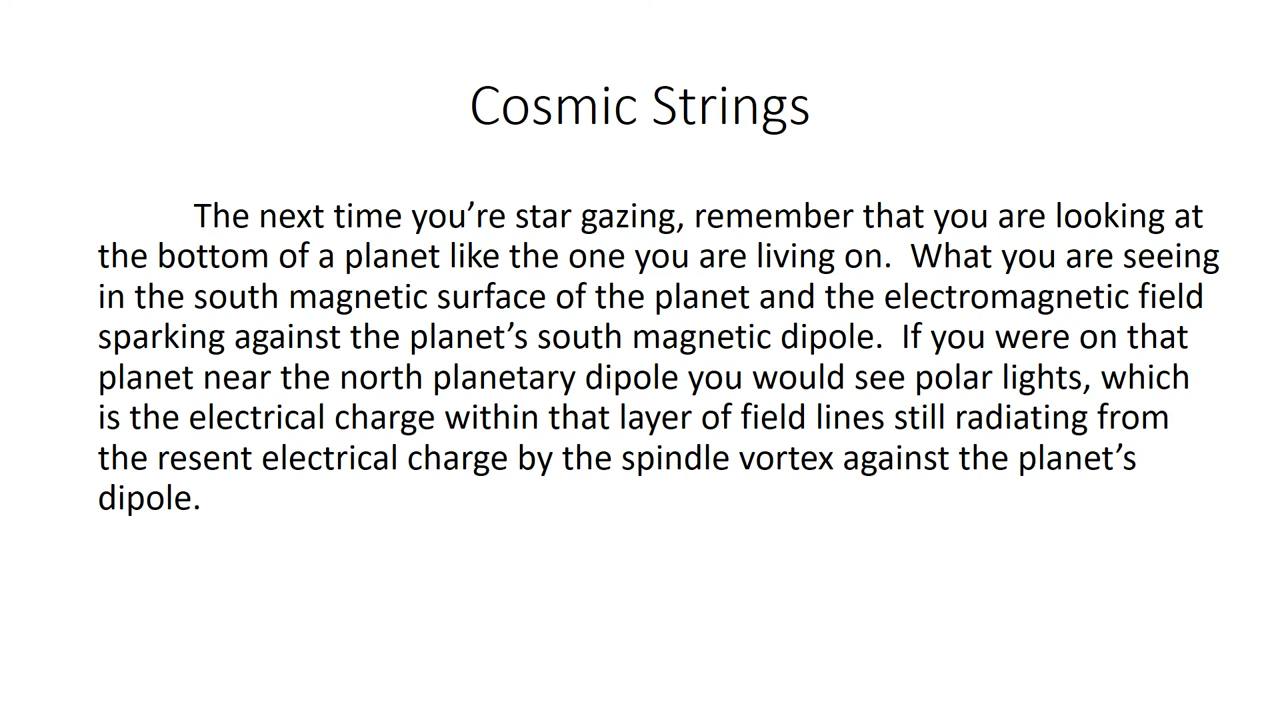 Cosmic Strings
The next time you’re star gazing, remember that you are looking at
the bottom of a planet like the one you are living on.  What you are seeing
in the south magnetic surface of the planet and the electromagnetic field
sparking against the planet’s south magnetic dipole.  If you were on that
planet near the north planetary dipole you would see polar lights, which
is the electrical charge within that layer of field lines still radiating from
the resent electrical charge by the spindle vortex against the planet’s
dipole.